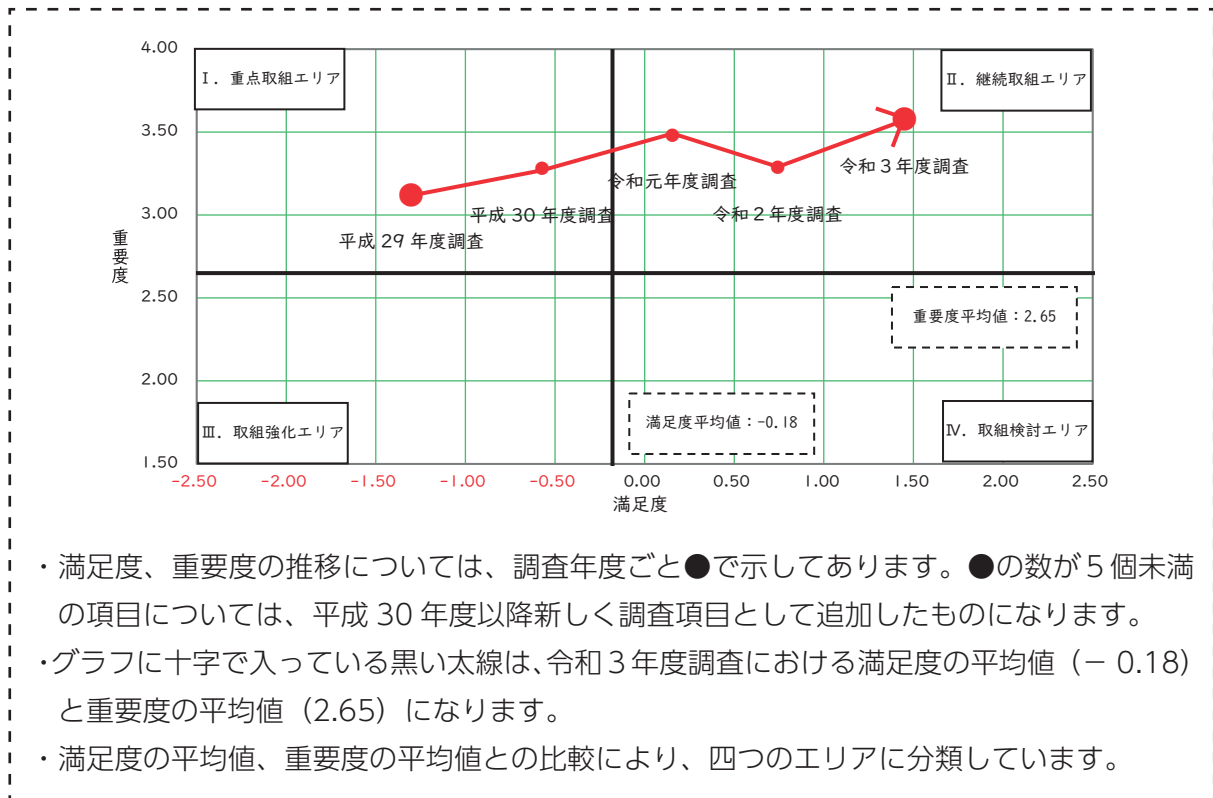 4.00
Ⅰ．重点取組エリア
Ⅱ．継続取組エリア
3.50
令和３年度調査
令和元年度調査
3.00
平成 30 年度調査
令和２年度調査
平成 29 年度調査
重要度
2.50
重要度平均値：2.65
2.00
満足度平均値：-0.18
Ⅲ．取組強化エリア
Ⅳ．取組検討エリア
1.50
-2.50 -2.00 -1.50 -1.00 -0.50 0.00 0.50 1.00 1.50 2.00 2.50
満足度
・満足度、重要度の推移については、調査年度ごと●で示してあります。●の数が５個未満
の項目については、平成 30 年度以降新しく調査項目として追加したものになります。
・グラフに十字で入っている黒い太線は、令和３年度調査における満足度の平均値（− 0.18）
と重要度の平均値（2.65）になります。
・満足度の平均値、重要度の平均値との比較により、四つのエリアに分類しています。